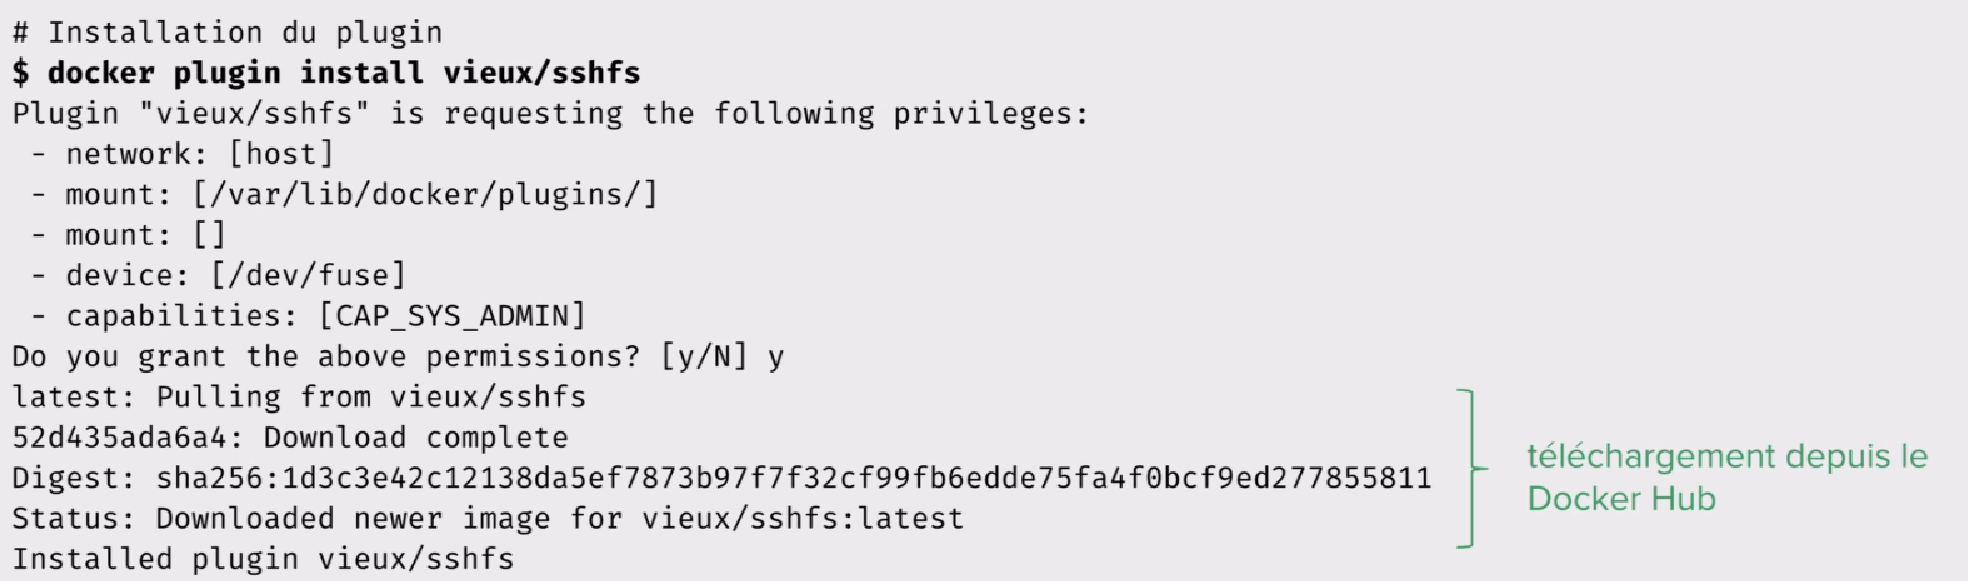 # Installation du plugin
$ docker plugin install vieux/sshfs
Plugin "vieux/sshfs" is requesting the following privileges:
- network: [host]
- mount: [/var/lib/docker/plugins/]
- mount: []
- device: [/dev/fuse]
- capabilities: [CAP_SYS_ADMIN]
Do you grant the above permissions? [y/N] y
latest: Pulling from vieux/sshfs
52d435ada6a4: Download complete
Digest: sha256:1d3c3e42c12138da5ef7873b97f7f32cf99fb6edde75fa4f0bcf9ed277855811
Status: Downloaded newer image for vieux/sshfs:latest
Installed plugin vieux/sshfs
téléchargement depuis le
Docker Hub